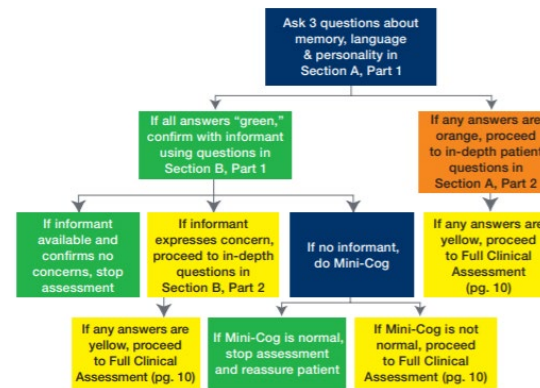 Ask 3 questions about
memory, language
& personality in
Section A, Part 1
If all answers “green,”
confirm with informant
using questions in
Section B, Part 1
If any answers are
orange, proceed
to in-depth patient
questions in
Section A, Part 2
If informant
available and
confirms no
concerns, stop
assessment
If informant
expresses concern,
proceed to in-depth
questions in
Section B, Part 2
If no informant,
do Mini-Cog
If any answers are
yellow, proceed
to Full Clinical
Assessment
(pg. 10)
If any answers are
yellow, proceed
to Full Clinical
Assessment (pg. 10)
If Mini-Cog is normal,
stop assessment
and reassure patient
If Mini-Cog is not
normal, proceed
to Full Clinical
Assessment (pg. 10)